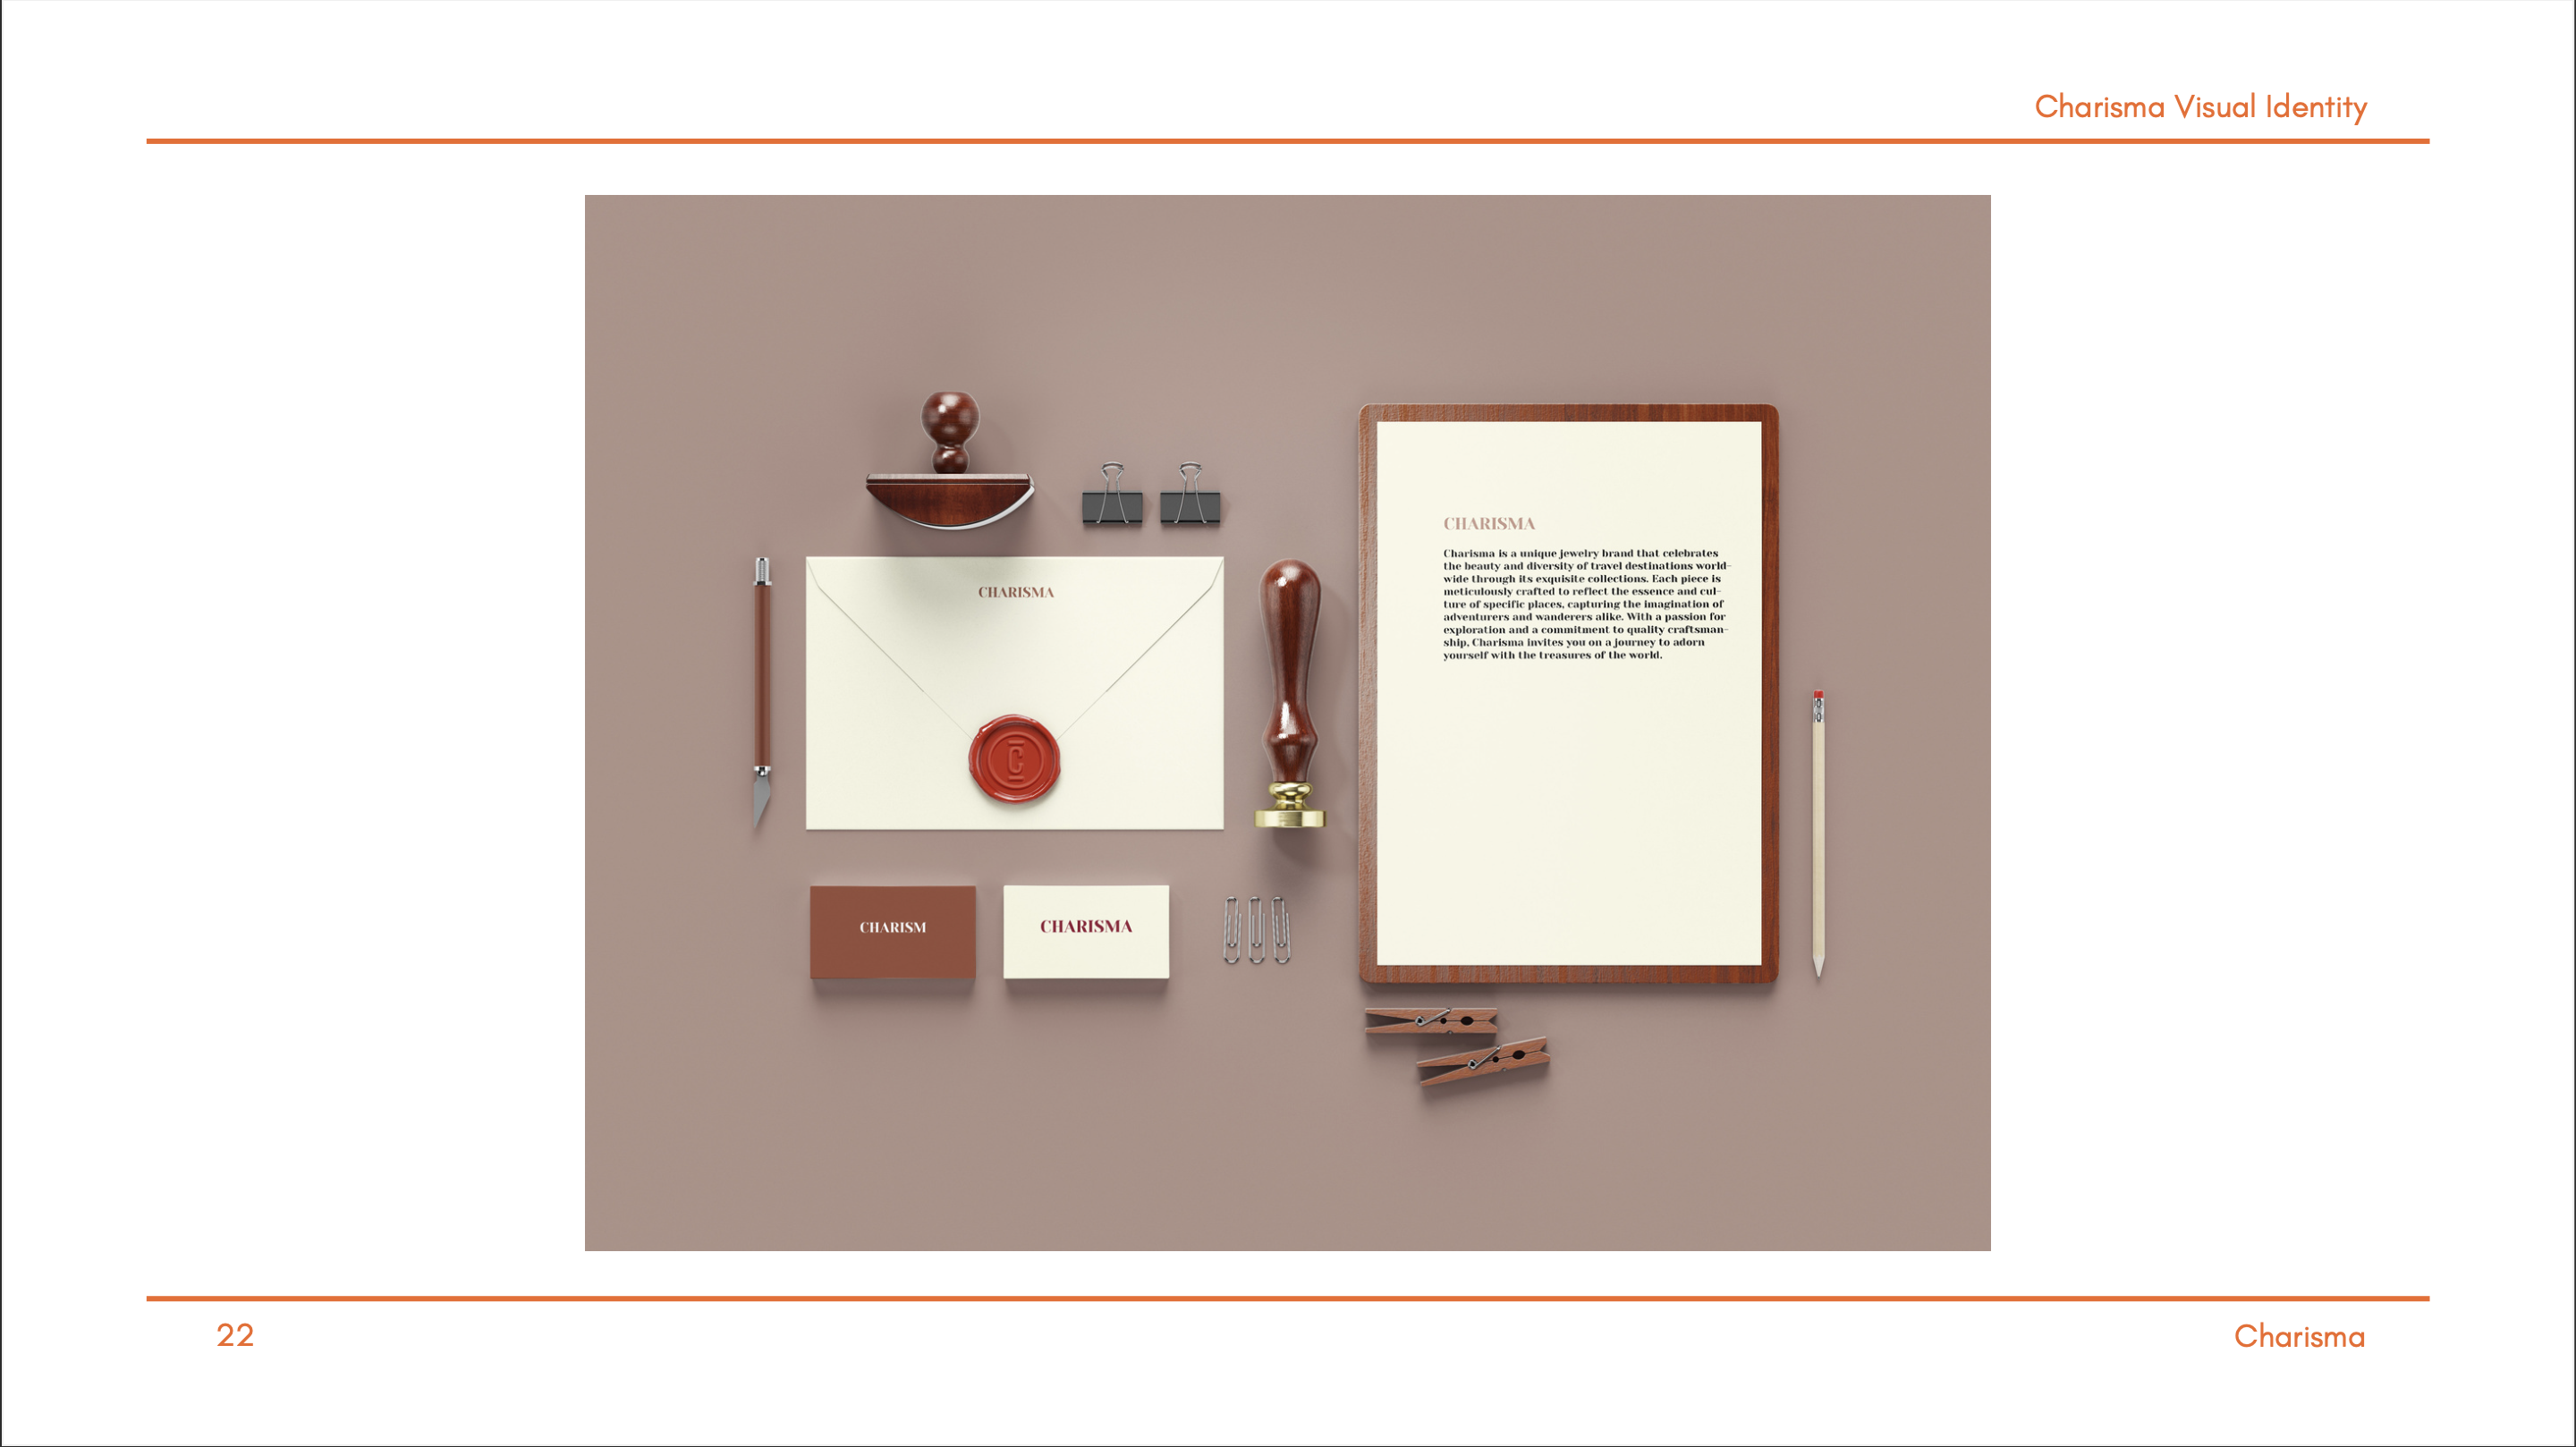 Charisma Visual Identity
CHARISMA
Charisma is a unique jewelry brand that celebrates
the beauty and diversity of travel destinations world-
wide through its exquisite collections. Each piece is
meticulously crafted to reflect the essence and cul-
ture of specific places, capturing the imagination of
adventurers and wanderers alike. With a passion for
exploration and a commitment to quality craftsman-
ship, Charisma invites you on a journey to adorn
yourself with the treasures of the world.
CHARISMA
C
CHARISM
CHARISMA
22
Charisma